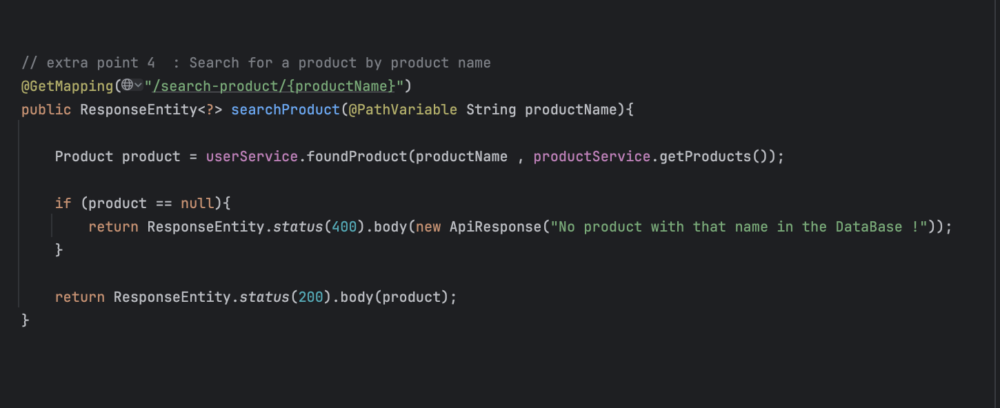 // extra point 4  : Search for a product by product name
@GetMapping("/search-product/{productName}")
public ResponseEntity<?> searchProduct(@PathVariable String productName){
Product product = userService.foundProduct(productName , productService.getProducts());
if (product == null){
return ResponseEntity.status(400).body(new ApiResponse("No product with that name in the DataBase !"));
}
return ResponseEntity.status(200).body(product);
}